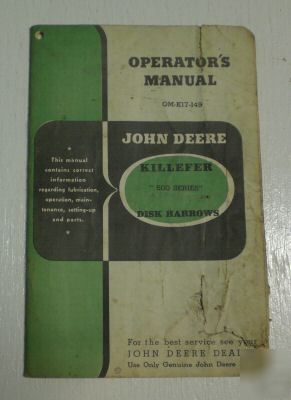 OPERATOR'S
MANUAL
OM-K17-149
JOHN DEERE
KILLEFER
"500 SERIES"
DISK HARROWS
★
This manual
contains correct
information
regarding lubrication,
operation, main-
tenance, setting-up
and parts.
★
For the best service see your
JOHN DEERE DEAL
Use Only Genuine John Deere